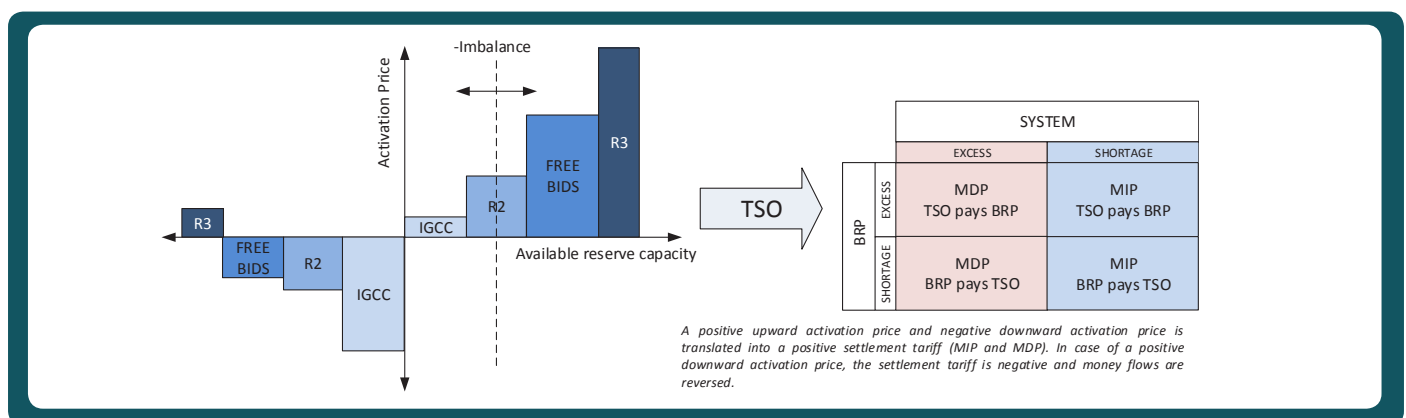 -Imbalance
Activation Price
R3
FREE
BIDS
R2
IGCC
IGCC
R2
FREE
BIDS
R3
Available reserve capacity
TSO
SYSTEM
EXCESS
SHORTAGE
BRP
EXCESS
MDP
TSO pays BRP
MIP
TSO pays BRP
SHORTAGE
MDP
BRP pays TSO
MIP
BRP pays TSO
A positive upward activation price and negative downward activation price is
translated into a positive settlement tariff (MIP and MDP). In case of a positive
downward activation price, the settlement tariff is negative and money flows are
reversed.